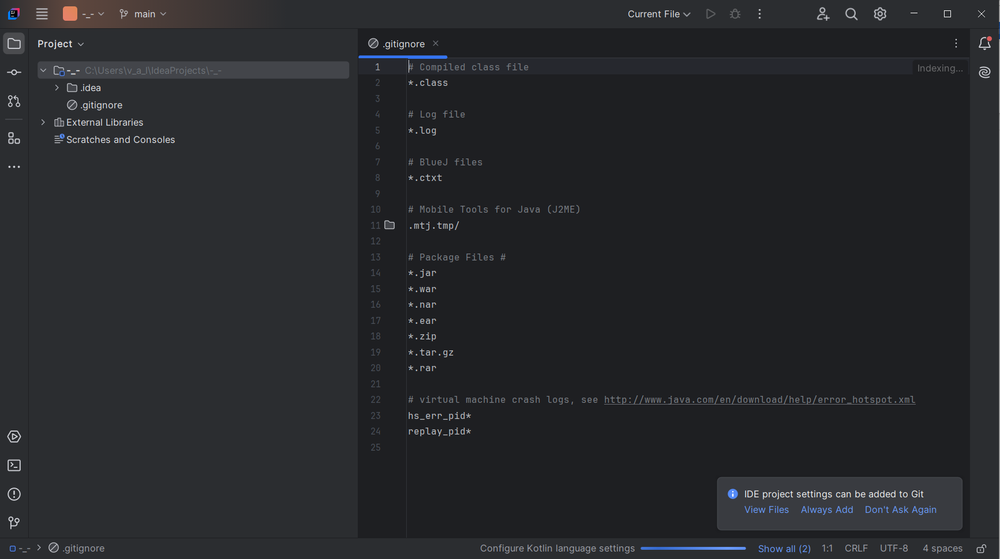 -_-
main
Current File
Project
-_- C:\Users\v_a_l\IdeaProjects\-_-
.idea
.gitignore
External Libraries
Scratches and Consoles
.gitignore
Indexing...
1 # Compiled class file
2 *.class
3
4 # Log file
5 *.log
6
7 # BlueJ files
8 *.ctxt
9
10 # Mobile Tools for Java (J2ME)
11 .mtj.tmp/
12
13 # Package Files #
14 *.jar
15 *.war
16 *.nar
17 *.ear
18 *.zip
19 *.tar.gz
20 *.rar
21
22 # virtual machine crash logs, see http://www.java.com/en/download/help/error_hotspot.xml
23 hs_err_pid*
24 replay_pid*
25
IDE project settings can be added to Git
View Files Always Add Don't Ask Again
-_- .gitignore
Configure Kotlin language settings Show all (2) 1:1 CRLF UTF-8 4 spaces